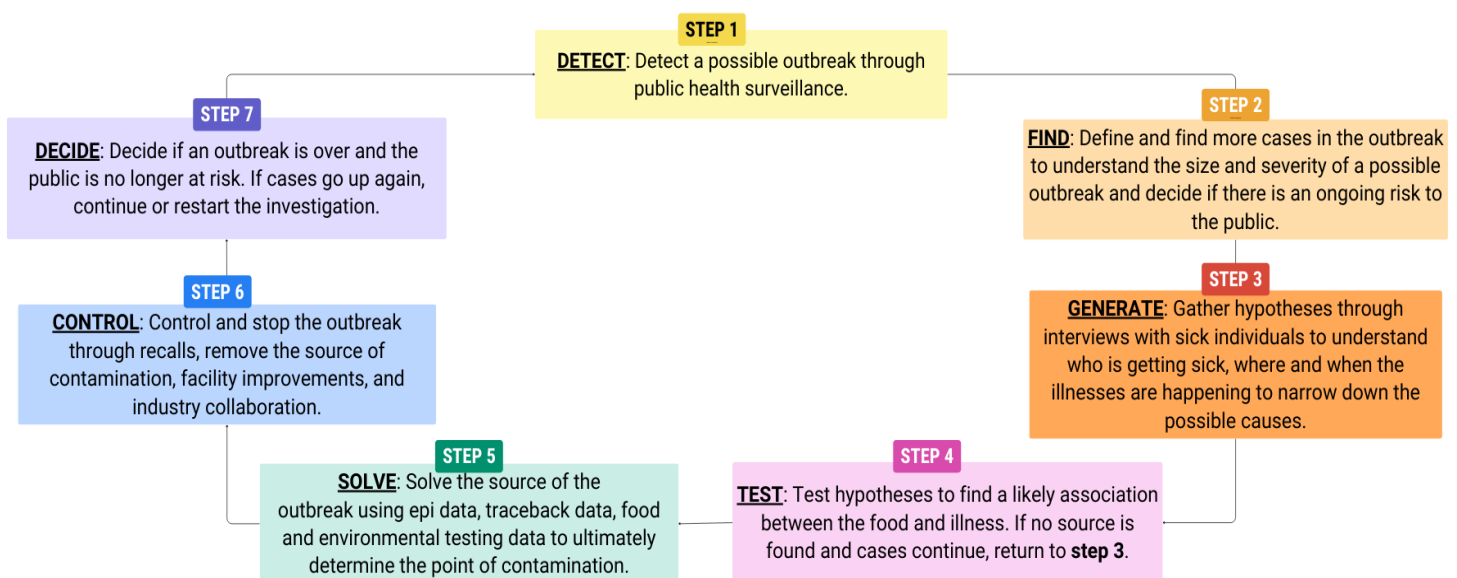 STEP 1
DETECT: Detect a possible outbreak through
public health surveillance.
STEP 2
FIND: Define and find more cases in the outbreak
to understand the size and severity of a possible
outbreak and decide if there is an ongoing risk to
the public.
STEP 3
GENERATE: Gather hypotheses through
interviews with sick individuals to understand
who is getting sick, where and when the
illnesses are happening to narrow down the
possible causes.
STEP 4
TEST: Test hypotheses to find a likely association
between the food and illness. If no source is
found and cases continue, return to step 3.
STEP 5
SOLVE: Solve the source of the
outbreak using epi data, traceback data, food
and environmental testing data to ultimately
determine the point of contamination.
STEP 6
CONTROL: Control and stop the outbreak
through recalls, remove the source of
contamination, facility improvements, and
industry collaboration.
STEP 7
DECIDE: Decide if an outbreak is over and the
public is no longer at risk. If cases go up again,
continue or restart the investigation.